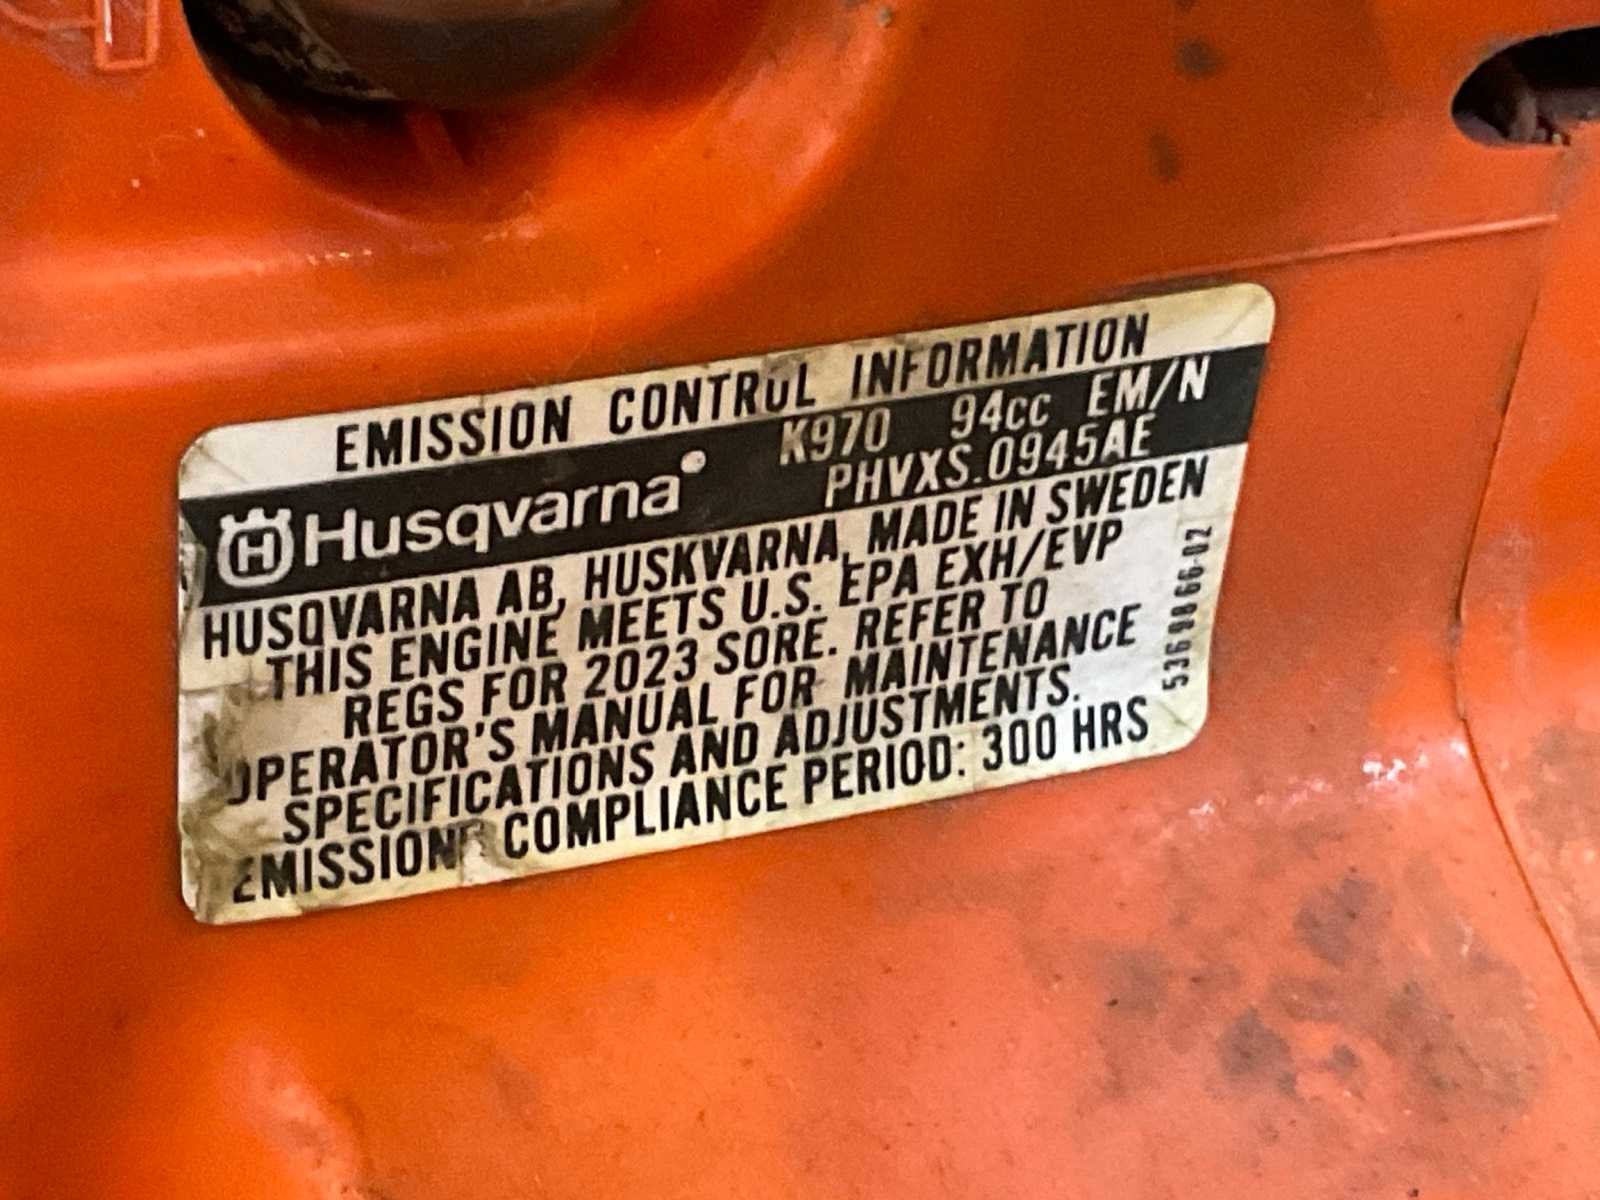 EMISSION CONTROL INFORMATION
Husqvarna K970 94cc EM/N
PHVXS.0945AE
HUSQVARNA AB, HUSKVARNA, MADE IN SWEDEN
THIS ENGINE MEETS U.S. EPA EXH/EVP
REGS FOR 2023 SORE. REFER TO
OPERATOR'S MANUAL FOR MAINTENANCE
SPECIFICATIONS AND ADJUSTMENTS.
EMISSION COMPLIANCE PERIOD: 300 HRS
536 08 66-02